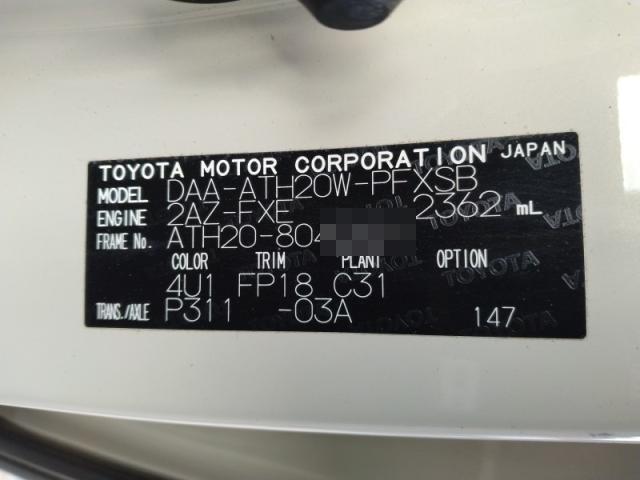 TOYOTA MOTOR CORPORATION JAPAN
MODEL DAA-ATH20W-PFXSB
ENGINE 2AZ-FXE 2362 mL
FRAME No. ATH20-804
COLOR TRIM PLANT OPTION
4U1 FP18 C31
TRANS./AXLE P311 -03A 147